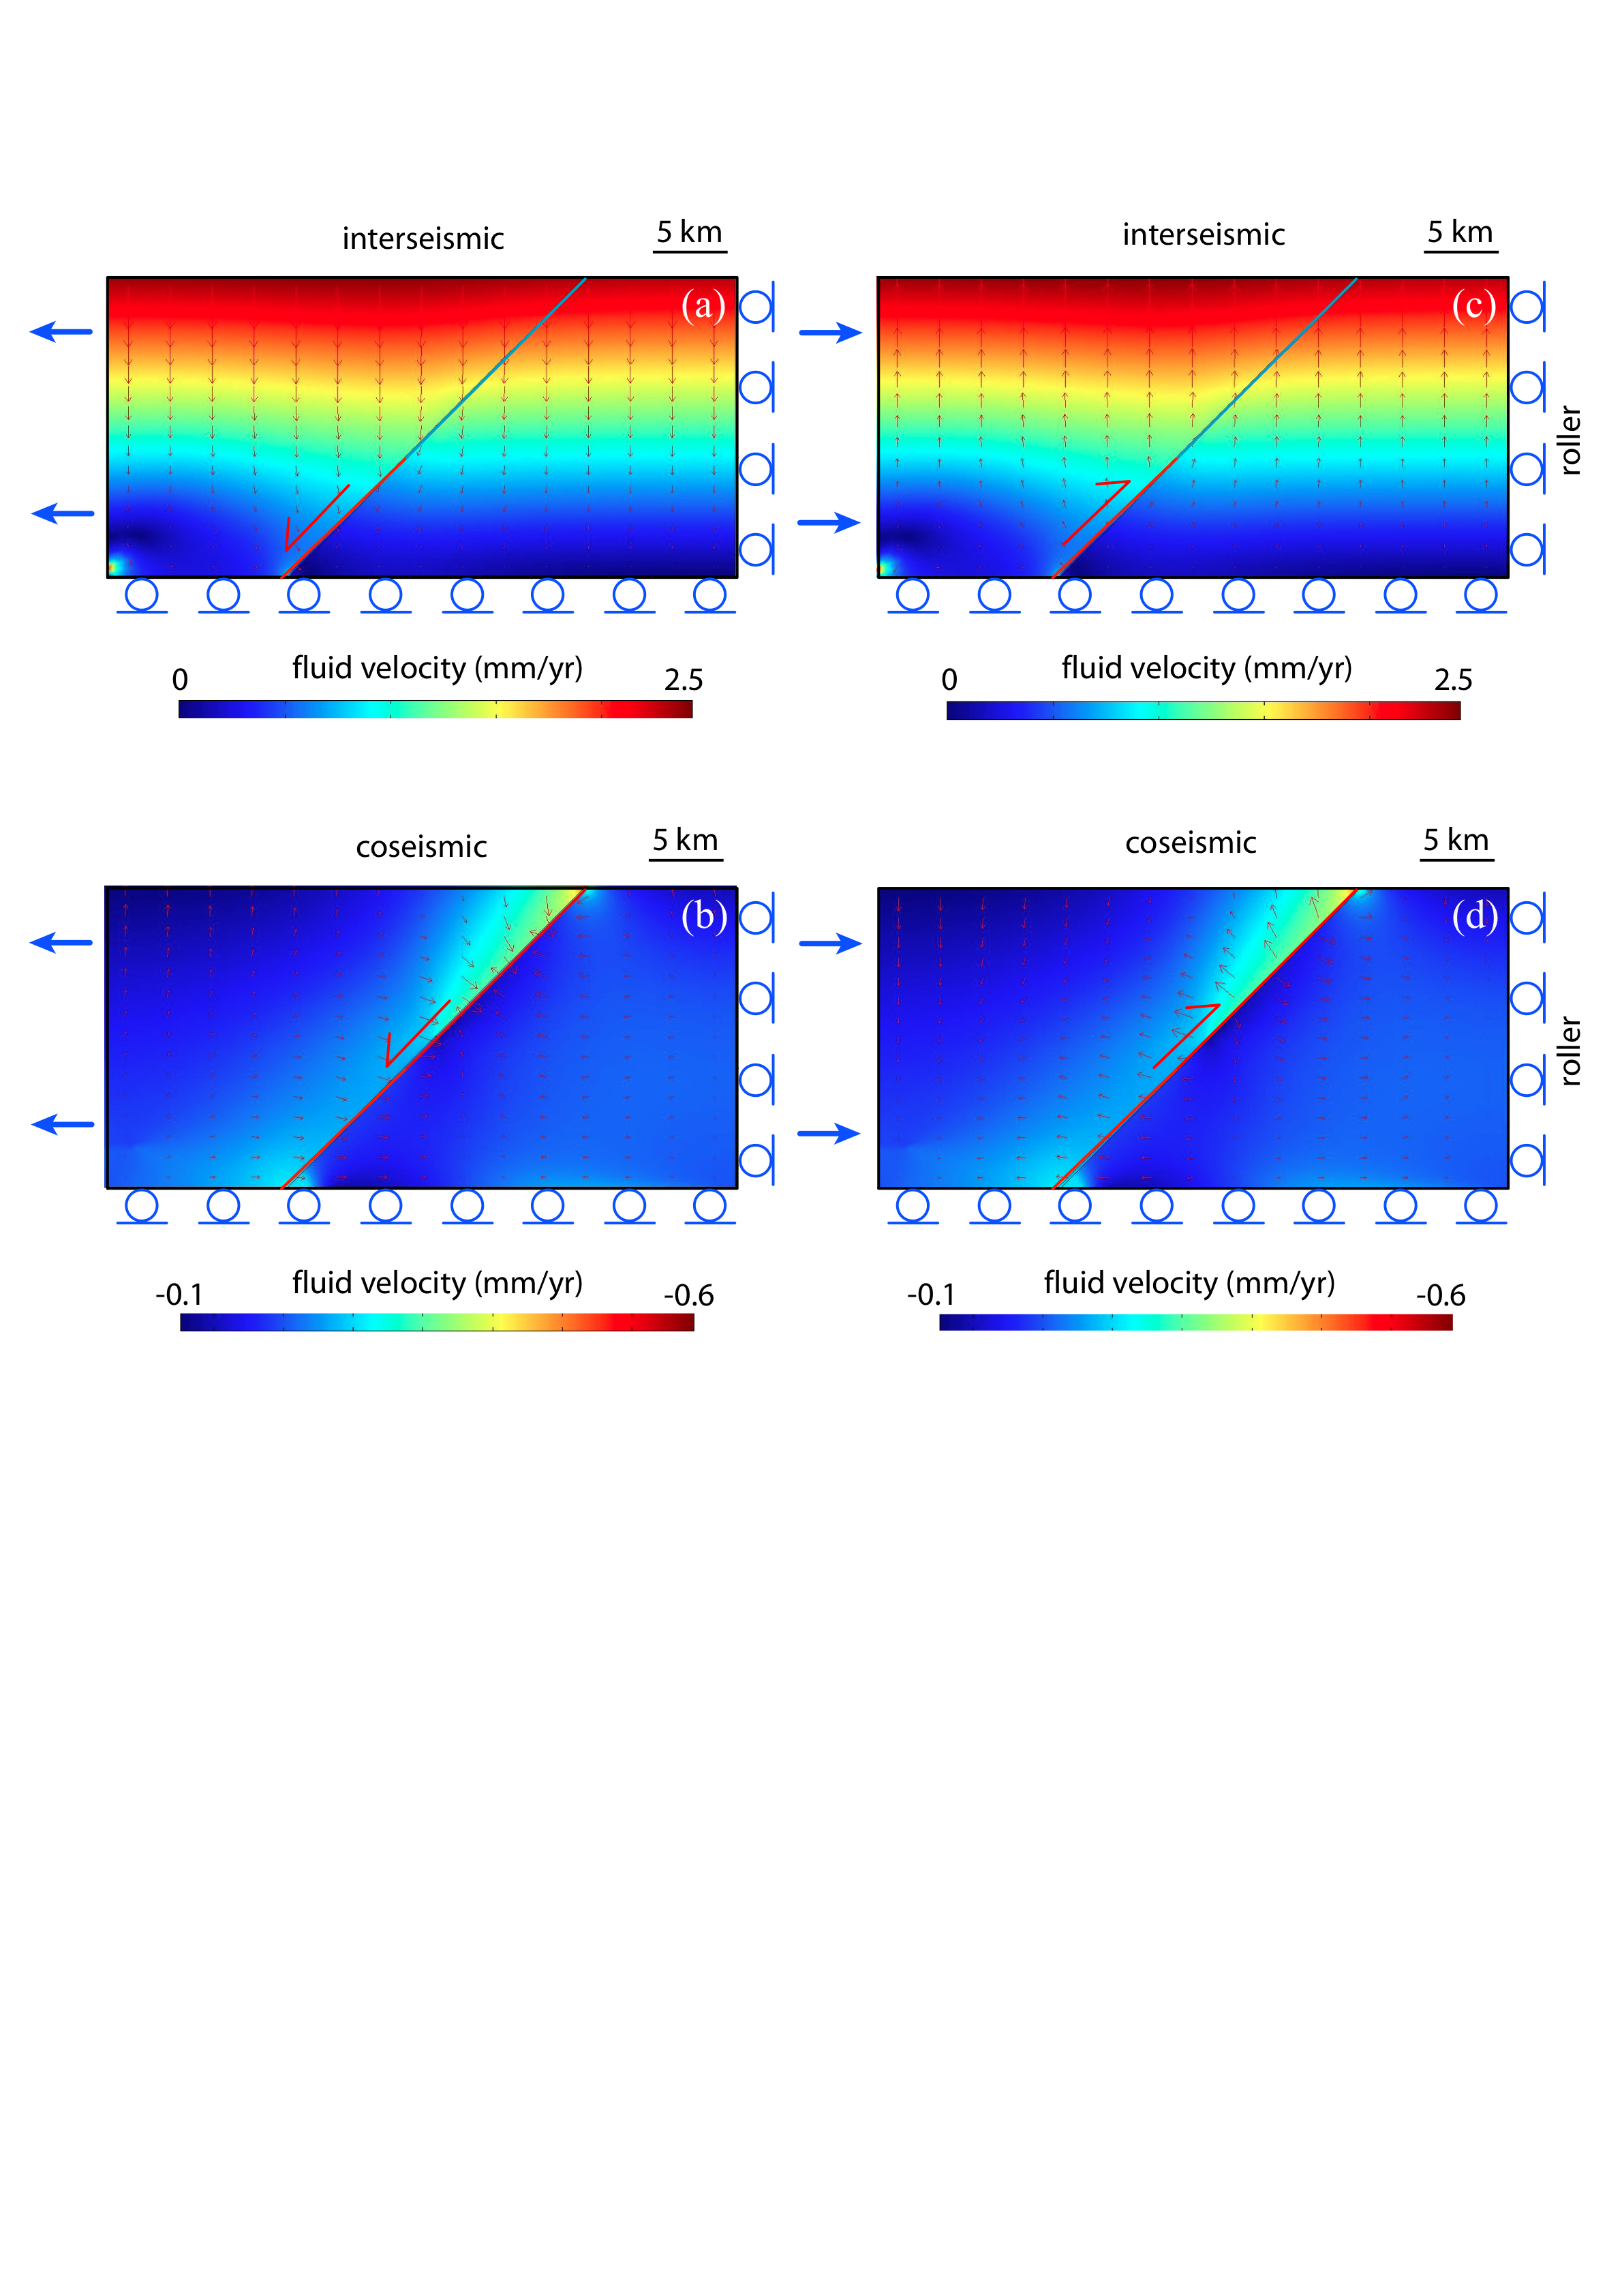 interseismic
5 km
(a)
0
fluid velocity (mm/yr)
2.5
interseismic
5 km
(c)
roller
0
fluid velocity (mm/yr)
2.5
coseismic
5 km
(b)
-0.1
fluid velocity (mm/yr)
-0.6
coseismic
5 km
(d)
roller
-0.1
fluid velocity (mm/yr)
-0.6